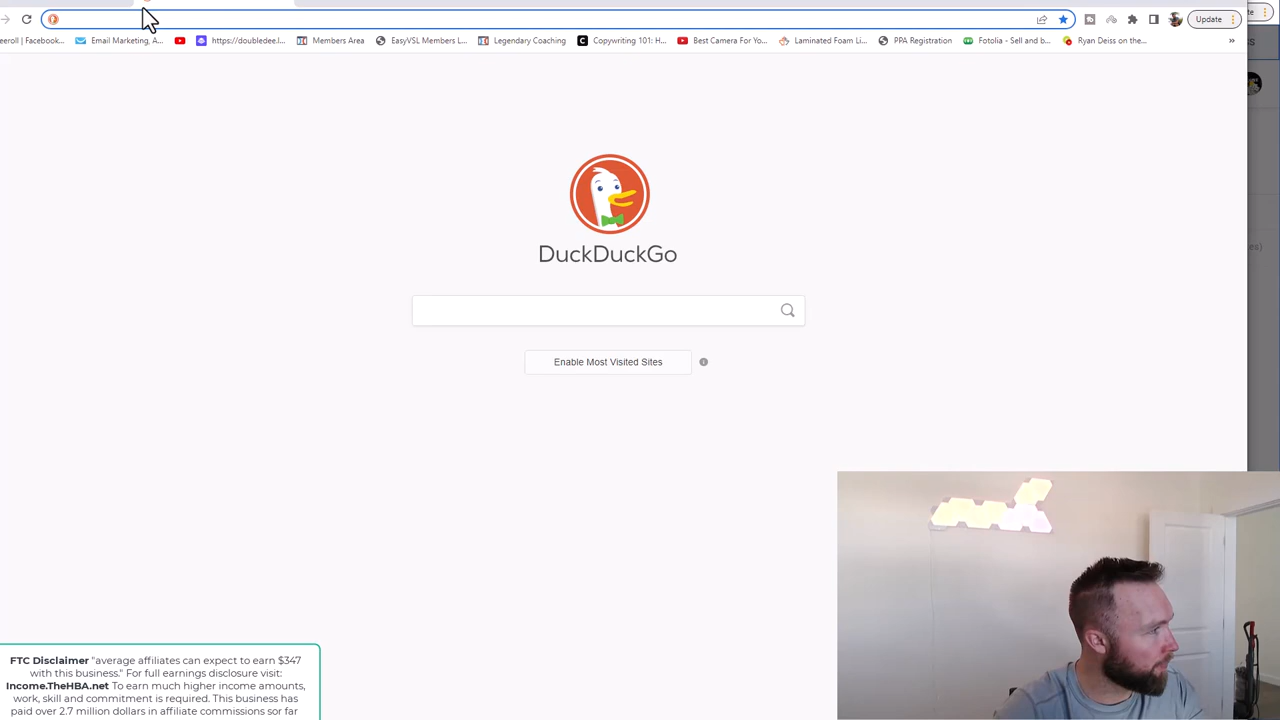 te
Update
eeroll | Facebook...
Email Marketing, A...
https://doubledee.l...
Members Area
EasyVSL Members L...
Legendary Coaching
Copywriting 101: H...
Best Camera For Yo...
Laminated Foam Li...
PPA Registration
Fotolia - Sell and b...
Ryan Deiss on the...
»
DuckDuckGo
Enable Most Visited Sites
FTC Disclaimer "average affiliates can expect to earn $347
with this business." For full earnings disclosure visit:
Income.TheHBA.net To earn much higher income amounts,
work, skill and commitment is required. This business has
paid over 2.7 million dollars in affiliate commissions sor far